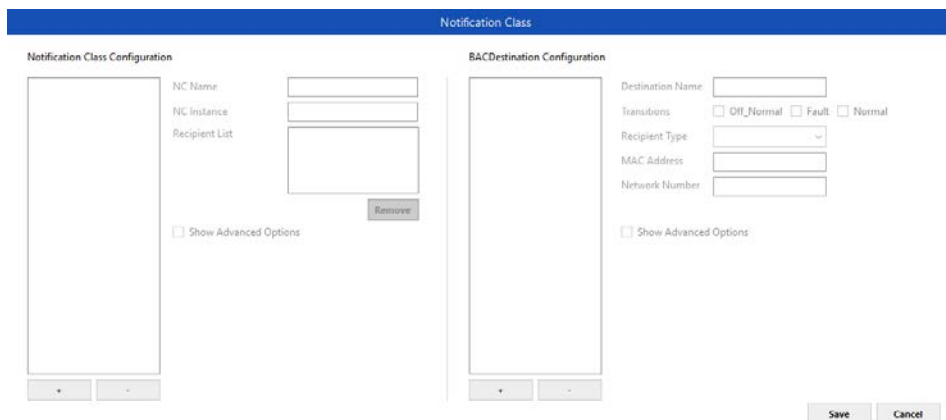 Notification Class
Notification Class Configuration
NC Name
NC Instance
Recipient List
Remove
Show Advanced Options
+ -
BACDestination Configuration
Destination Name
Transitions Off_Normal Fault Normal
Recipient Type
MAC Address
Network Number
Show Advanced Options
+ -
Save Cancel